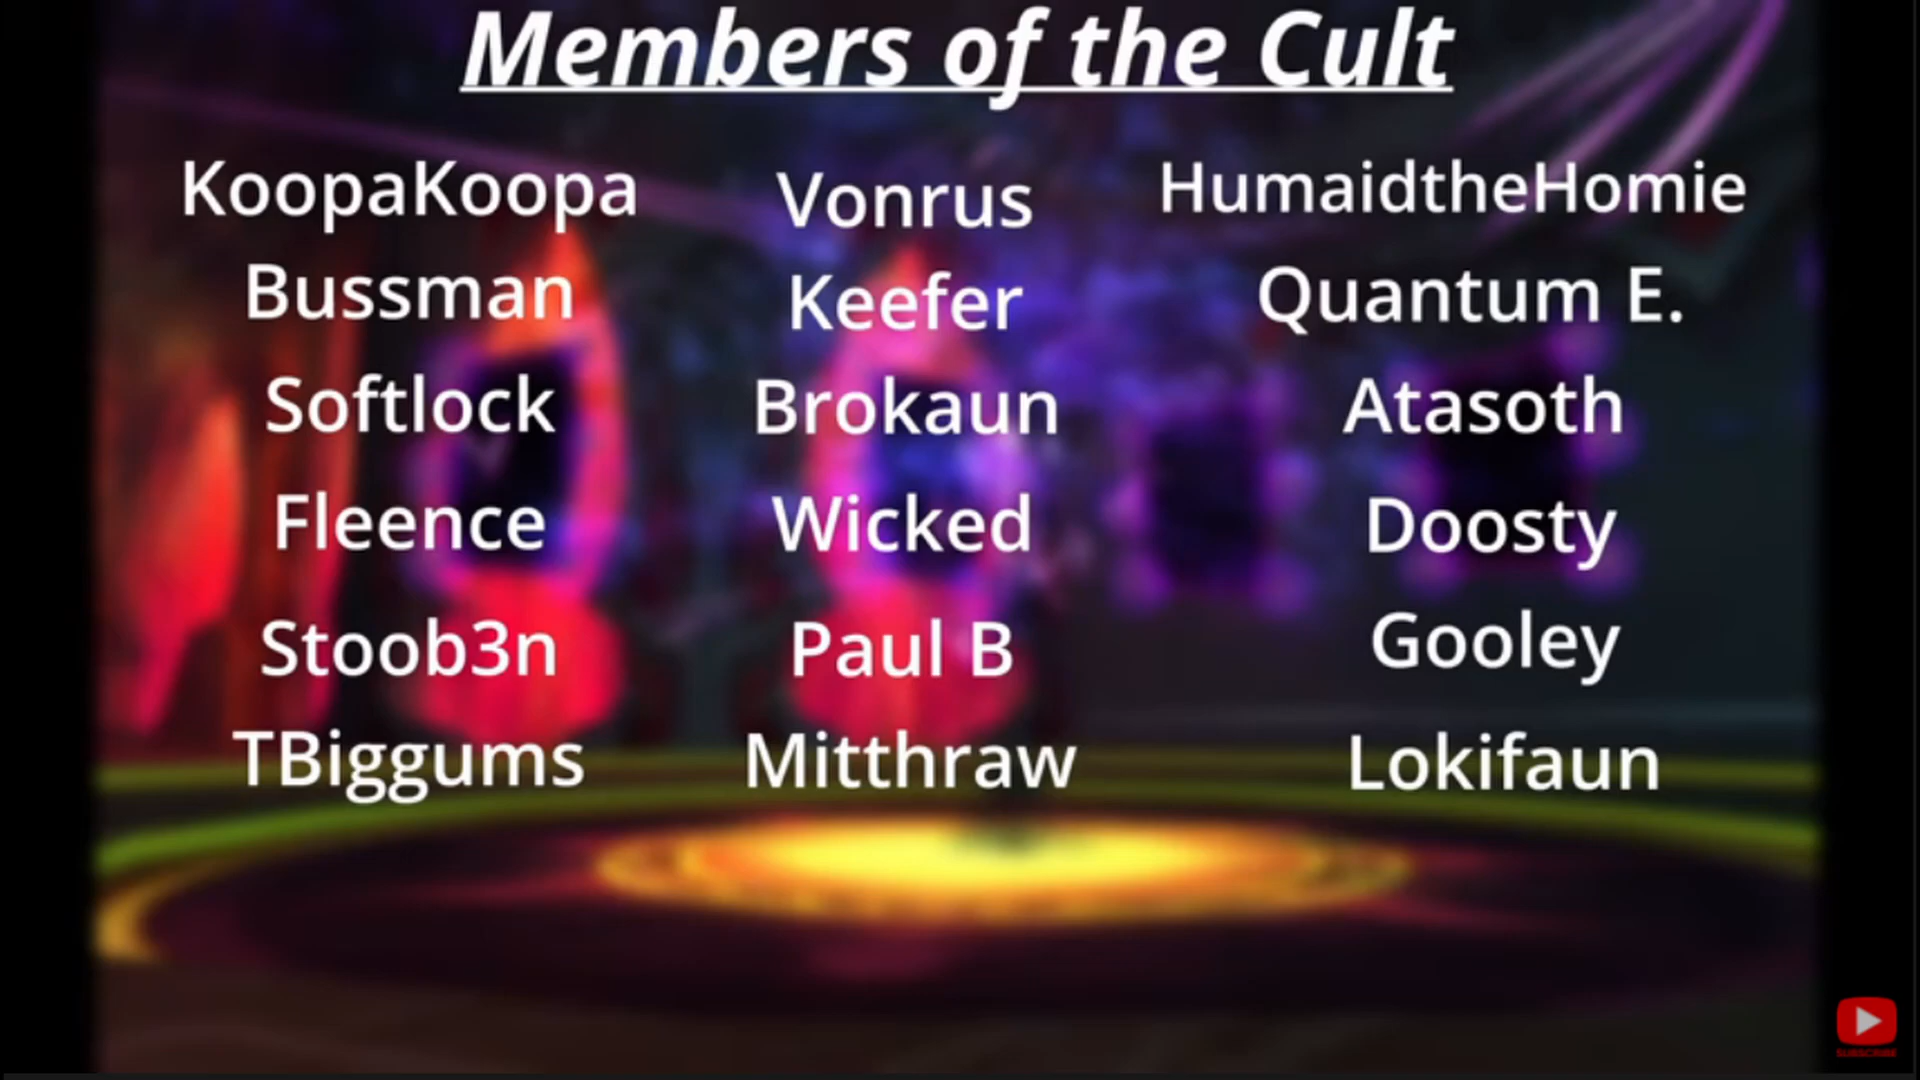 Members of the Cult
KoopaKoopa
Bussman
Softlock
Fleence
Stoob3n
TBiggums
Vonrus
Keefer
Brokaun
Wicked
Paul B
Mitthraw
HumaidtheHomie
Quantum E.
Atasoth
Doosty
Gooley
Lokifaun
SUBSCRIBE